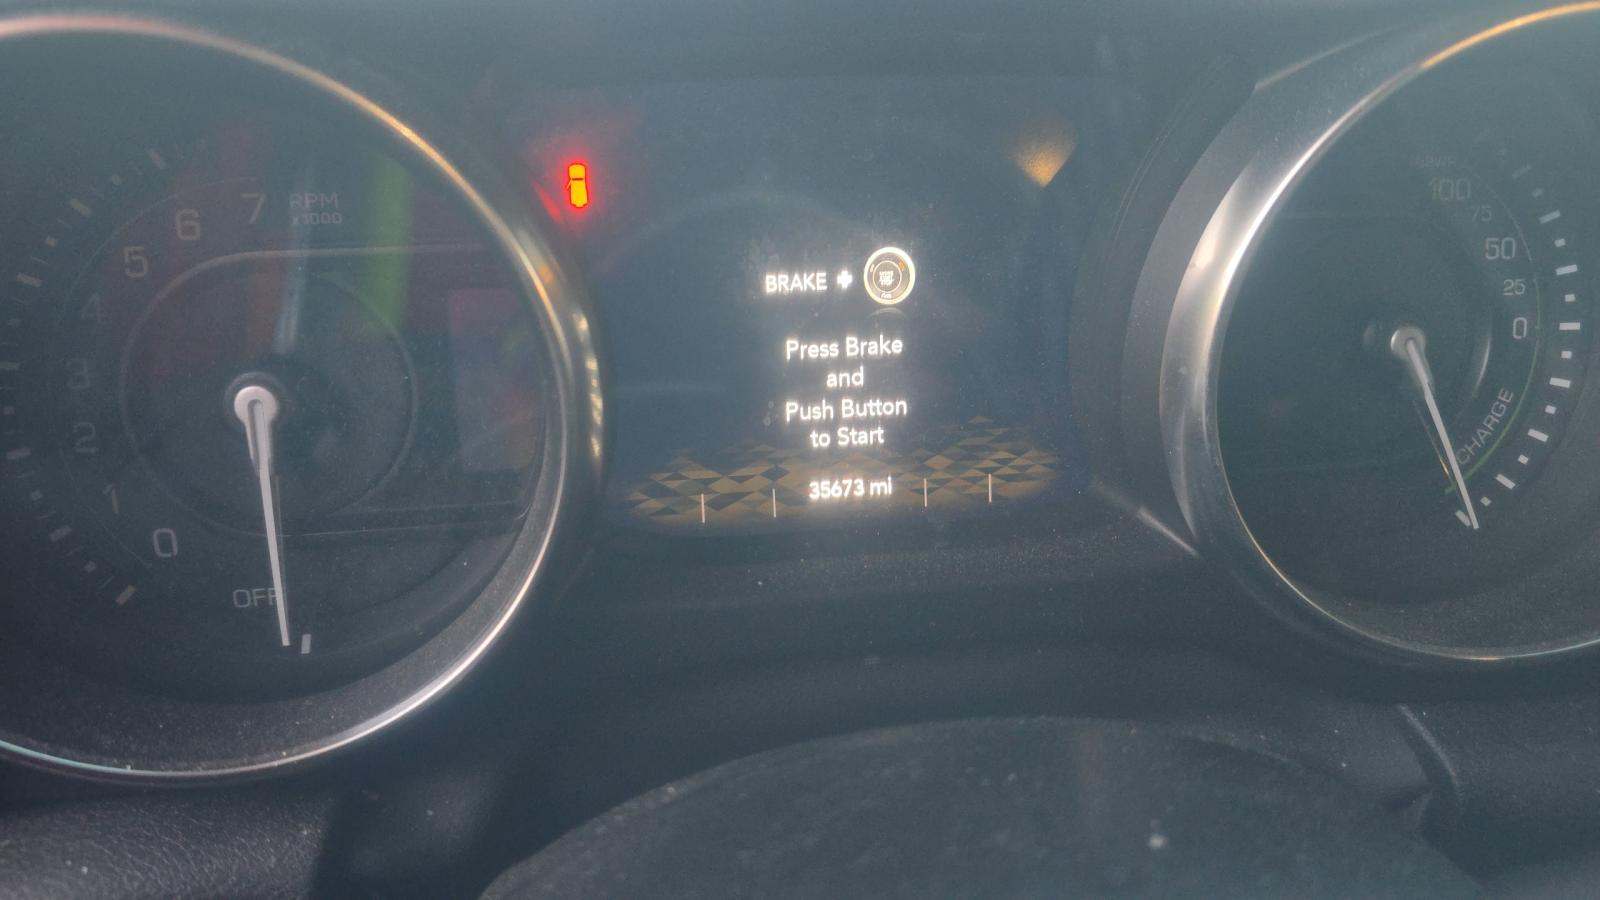 7
RPM
x1000
6
5
4
3
2
1
0
OFF
BRAKE +
Press Brake
and
Push Button
to Start
35673 mi
100
75
50
25
0
CHARGE